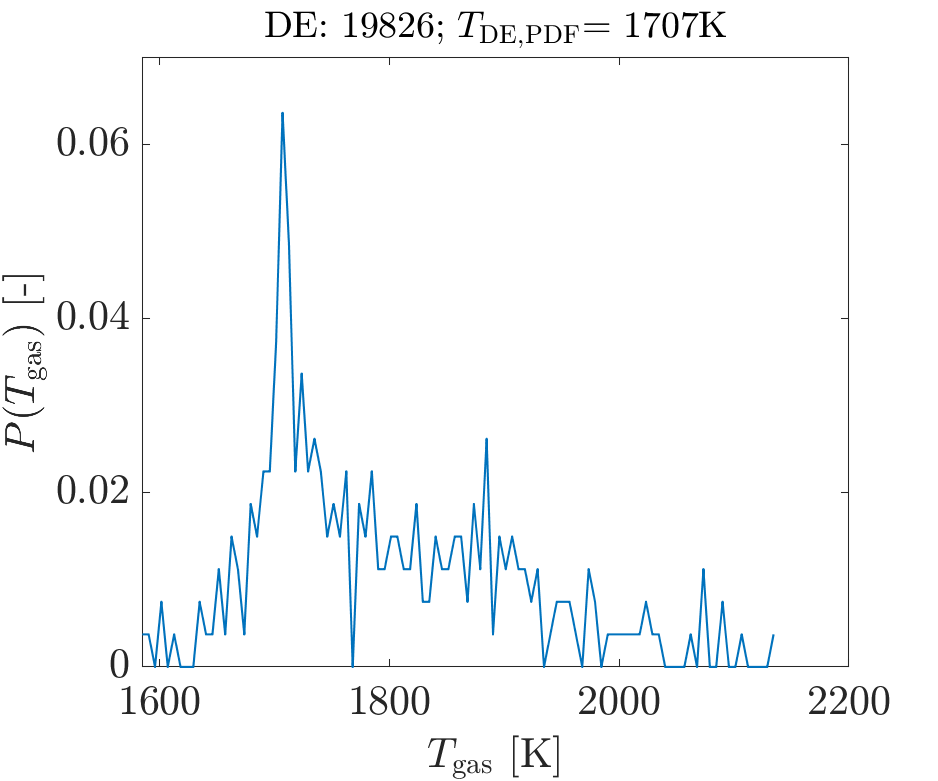 DE: 19826; T_DE,PDF= 1707K
0.06
0.04
0.02
0
P(T_gas) [-]
1600 1800 2000 2200
T_gas [K]